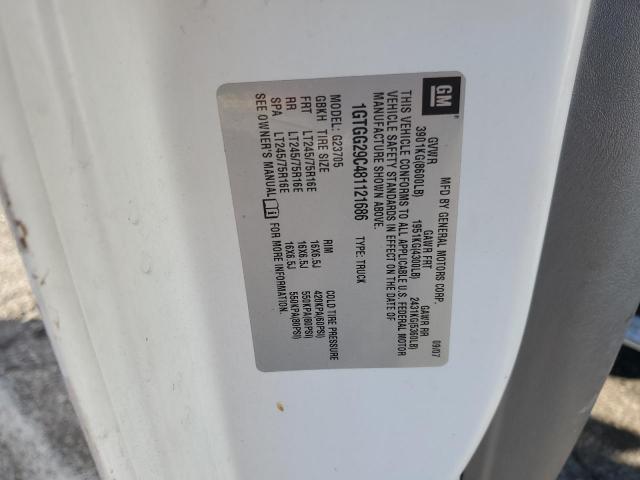 GM
®
MFD BY GENERAL MOTORS CORP. 09/07
GVWR GAWR FRT GAWR RR
3901KG(8600LB) 1951KG(4300LB) 2431KG(5360LB)
THIS VEHICLE CONFORMS TO ALL APPLICABLE U.S. FEDERAL MOTOR
VEHICLE SAFETY STANDARDS IN EFFECT ON THE DATE OF
MANUFACTURE SHOWN ABOVE.
1GTGG29C481121686 TYPE: TRUCK
MODEL: G23705
GBKH TIRE SIZE RIM COLD TIRE PRESSURE
FRT LT245/75R16E 16X6.5J 420KPA(60PSI)
RR LT245/75R16E 16X6.5J 550KPA(80PSI)
SPA LT245/75R16E 16X6.5J 550KPA(80PSI)
SEE OWNER'S MANUAL FOR MORE INFORMATION.